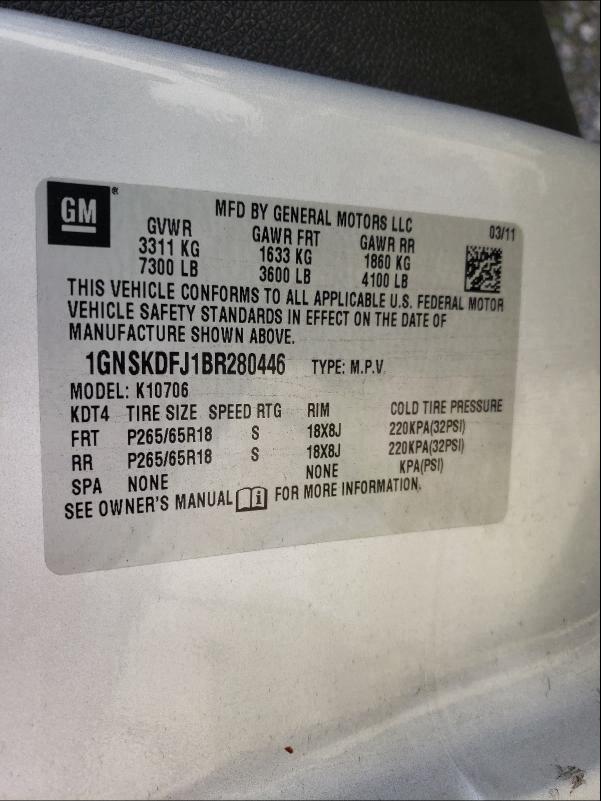 GM®
MFD BY GENERAL MOTORS LLC 03/11
GVWR GAWR FRT GAWR RR
3311 KG 1633 KG 1860 KG
7300 LB 3600 LB 4100 LB
THIS VEHICLE CONFORMS TO ALL APPLICABLE U.S. FEDERAL MOTOR
VEHICLE SAFETY STANDARDS IN EFFECT ON THE DATE OF
MANUFACTURE SHOWN ABOVE.
1GNSKDFJ1BR280446 TYPE: M.P.V
MODEL: K10706
KDT4 TIRE SIZE SPEED RTG RIM COLD TIRE PRESSURE
FRT P265/65R18 S 18X8J 220KPA(32PSI)
RR P265/65R18 S 18X8J 220KPA(32PSI)
SPA NONE NONE KPA(PSI)
SEE OWNER'S MANUAL FOR MORE INFORMATION.